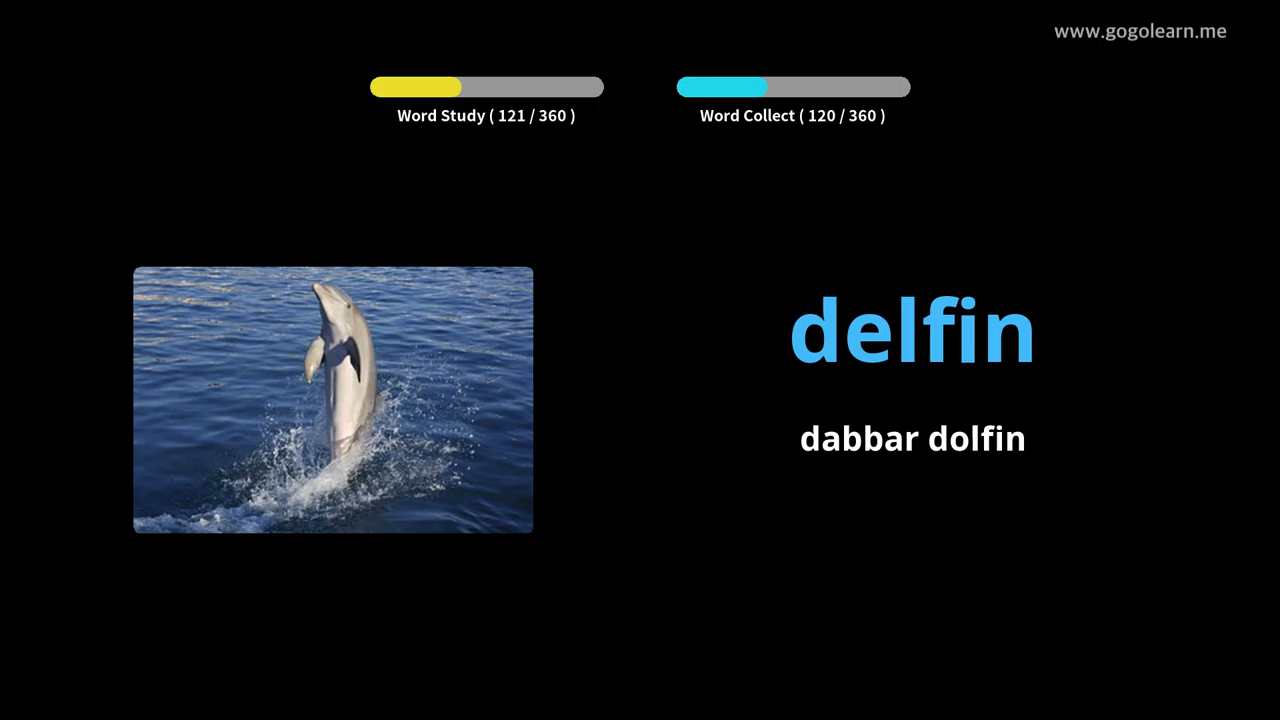 www.gogolearn.me
Word Study ( 121 / 360 )
Word Collect ( 120 / 360 )
delfin
dabbar dolfin